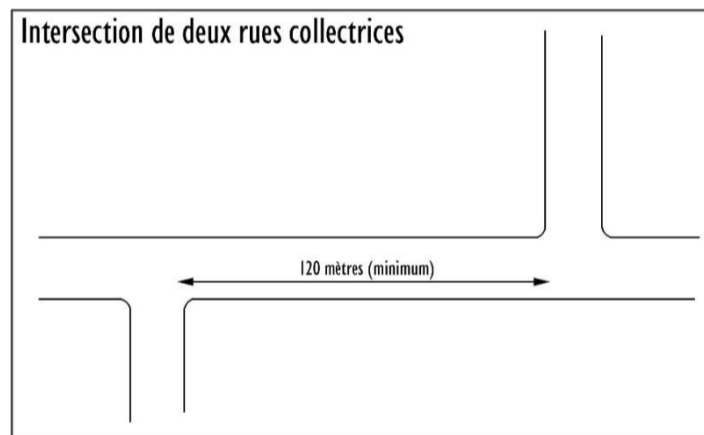 Intersection de deux rues collectrices
120 mètres (minimum)